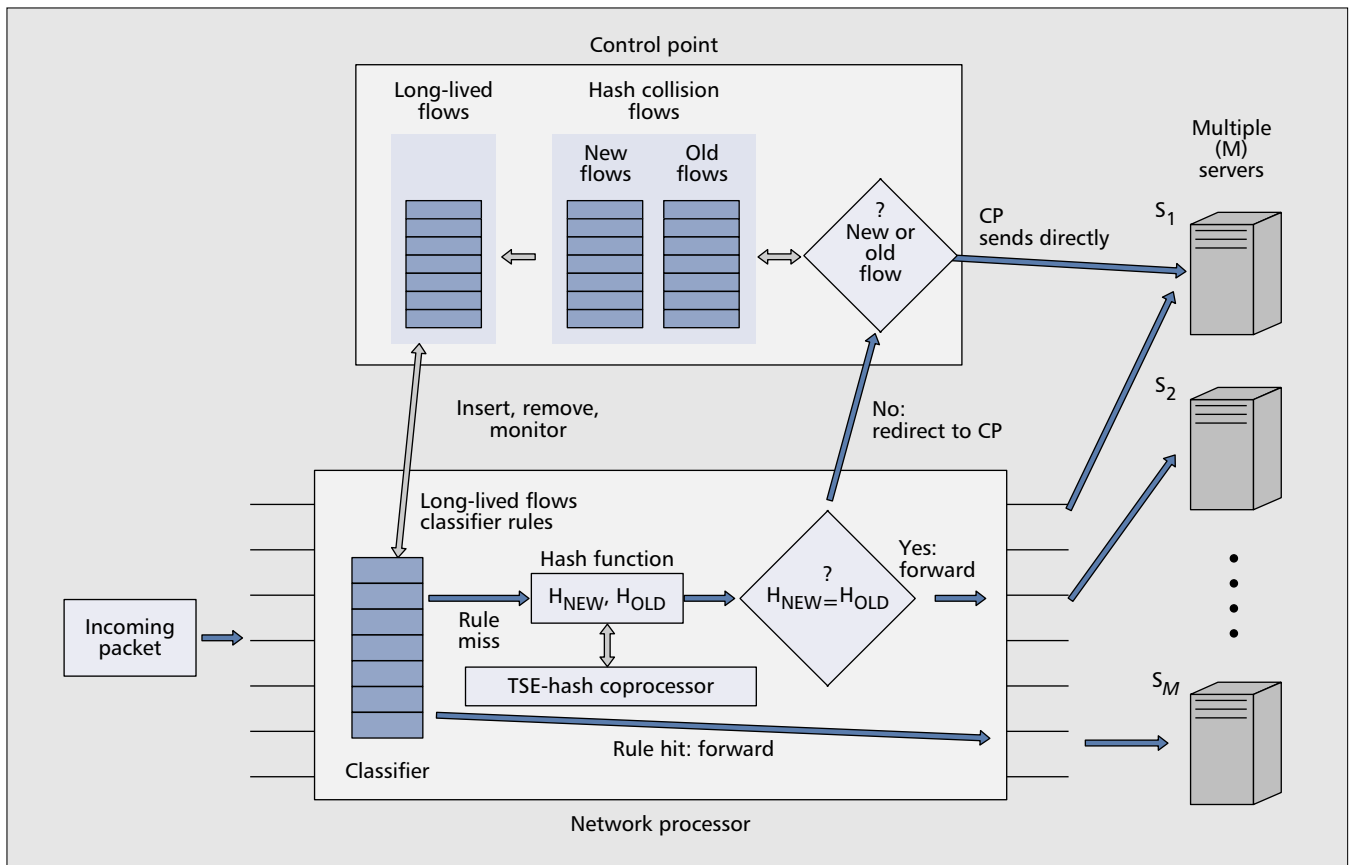 Control point
Long-lived
flows
Hash collision
flows
New
flows
Old
flows
?
New or
old
flow
CP
sends directly
Multiple
(M)
servers
S1
S2
SM
Insert, remove,
monitor
No:
redirect to CP
Long-lived flows
classifier rules
Hash function
HNEW, HOLD
?
HNEW=HOLD
Yes:
forward
Incoming
packet
Rule
miss
TSE-hash coprocessor
Rule hit: forward
Classifier
Network processor